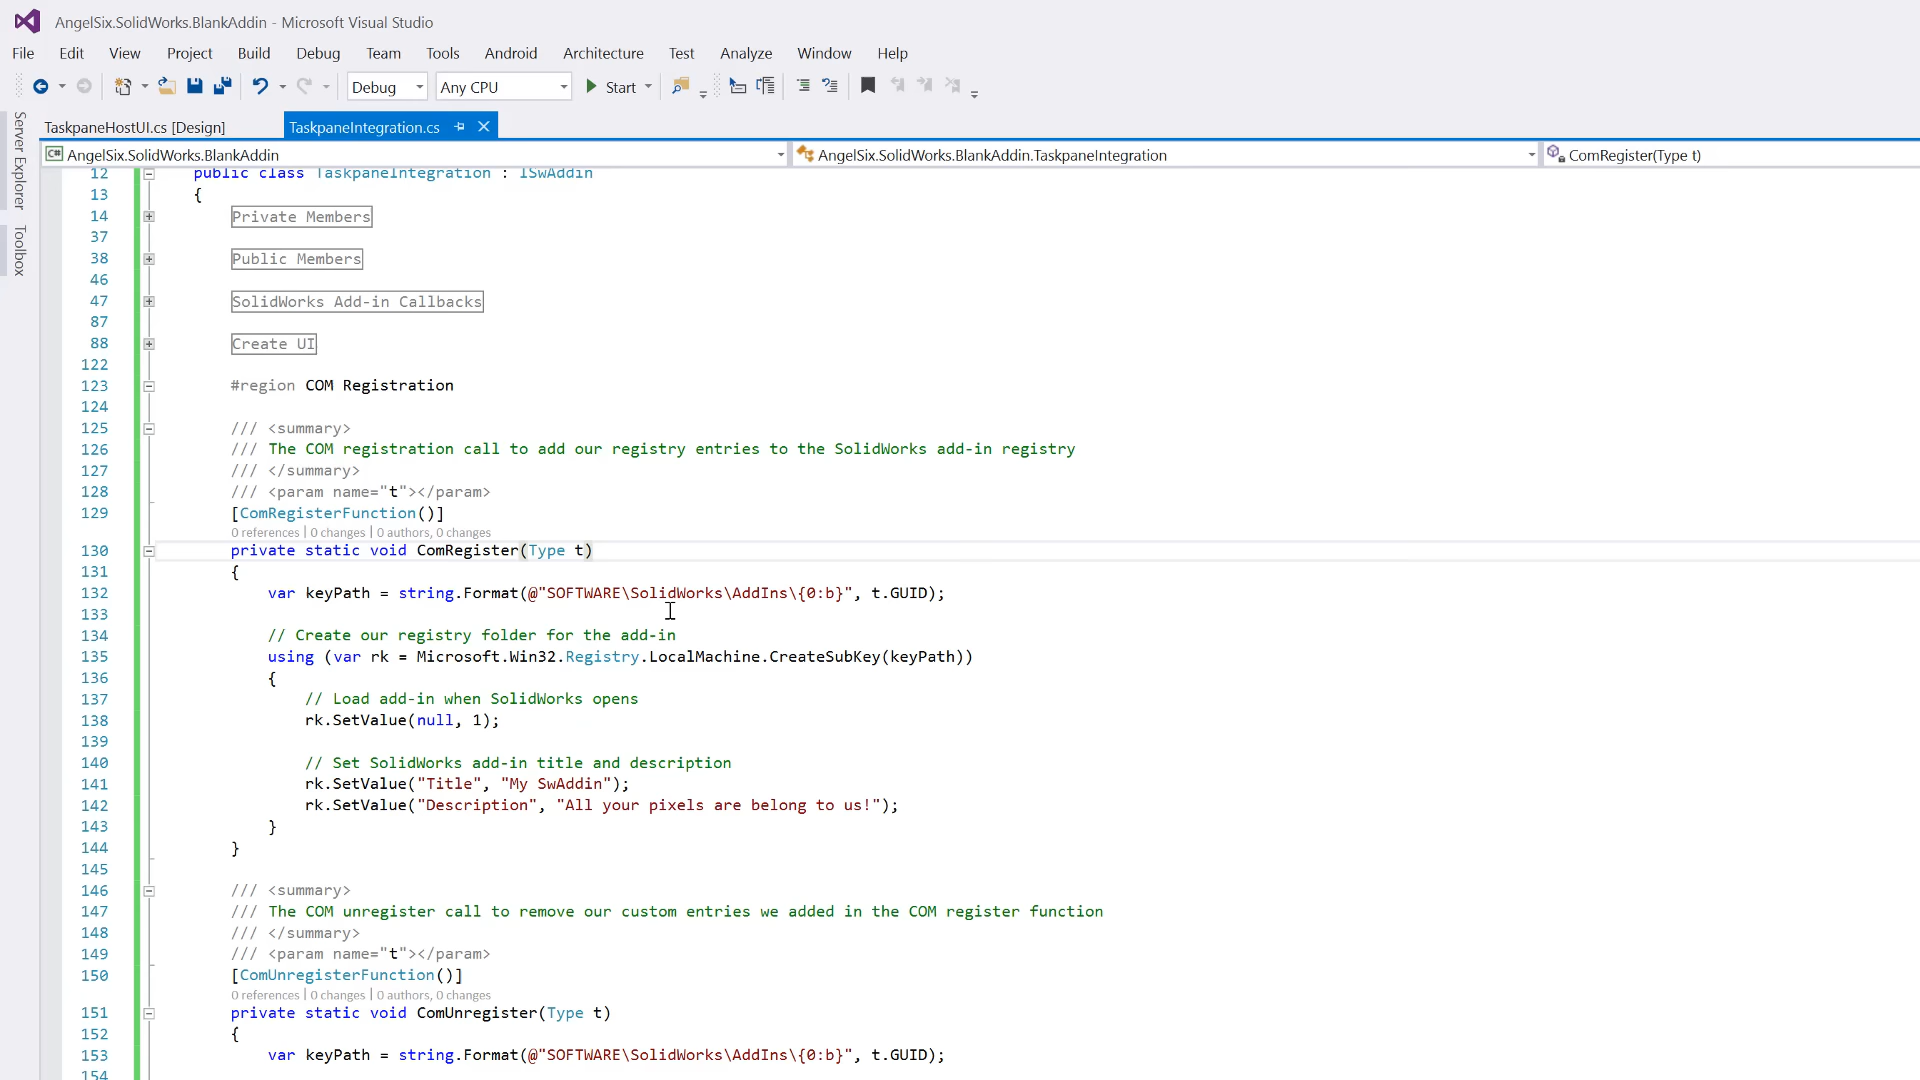 AngelSix.SolidWorks.BlankAddin - Microsoft Visual Studio
File Edit View Project Build Debug Team Tools Android Architecture Test Analyze Window Help
Debug Any CPU Start
Server Explorer
Toolbox
TaskpaneHostUI.cs [Design] TaskpaneIntegration.cs
C# AngelSix.SolidWorks.BlankAddin AngelSix.SolidWorks.BlankAddin.TaskpaneIntegration ComRegister(Type t)
12 public class TaskpaneIntegration : ISwAddin
13 {
14 Private Members
37
38 Public Members
46
47 SolidWorks Add-in Callbacks
87
88 Create UI
122
123 #region COM Registration
124
125 /// <summary>
126 /// The COM registration call to add our registry entries to the SolidWorks add-in registry
127 /// </summary>
128 /// <param name="t"></param>
129 [ComRegisterFunction()]
0 references | 0 changes | 0 authors, 0 changes
130 private static void ComRegister(Type t)
131 {
132 var keyPath = string.Format(@"SOFTWARE\SolidWorks\AddIns\{0:b}", t.GUID);
133
134 // Create our registry folder for the add-in
135 using (var rk = Microsoft.Win32.Registry.LocalMachine.CreateSubKey(keyPath))
136 {
137 // Load add-in when SolidWorks opens
138 rk.SetValue(null, 1);
139
140 // Set SolidWorks add-in title and description
141 rk.SetValue("Title", "My SwAddin");
142 rk.SetValue("Description", "All your pixels are belong to us!");
143 }
144 }
145
146 /// <summary>
147 /// The COM unregister call to remove our custom entries we added in the COM register function
148 /// </summary>
149 /// <param name="t"></param>
150 [ComUnregisterFunction()]
0 references | 0 changes | 0 authors, 0 changes
151 private static void ComUnregister(Type t)
152 {
153 var keyPath = string.Format(@"SOFTWARE\SolidWorks\AddIns\{0:b}", t.GUID);
154